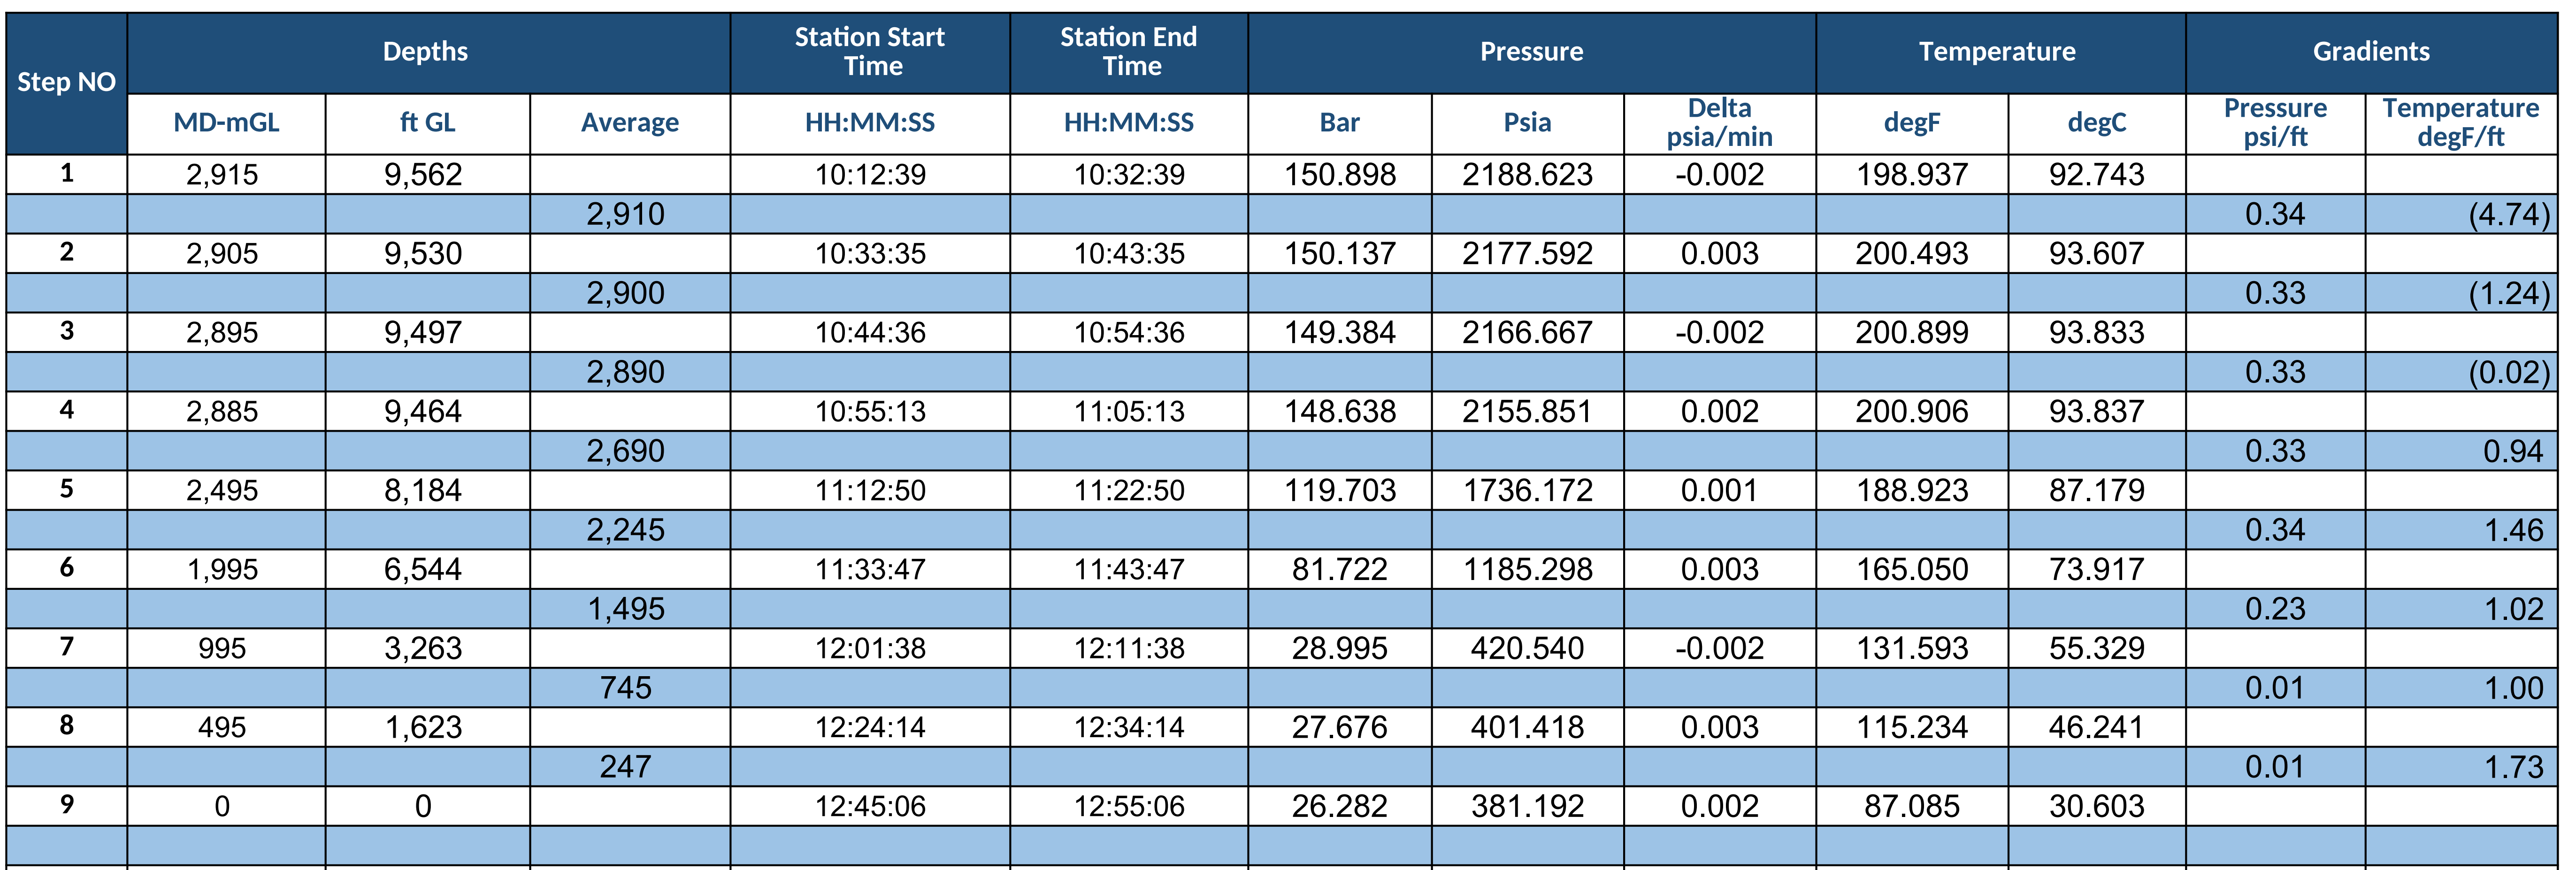 Step NO Depths Station Start Time Station End Time Pressure Temperature Gradients
MD-mGL ft GL Average HH:MM:SS HH:MM:SS Bar Psia Delta psia/min degF degC Pressure psi/ft Temperature degF/ft
1 2,915 9,562 10:12:39 10:32:39 150.898 2188.623 -0.002 198.937 92.743
2,910 0.34 (4.74)
2 2,905 9,530 10:33:35 10:43:35 150.137 2177.592 0.003 200.493 93.607
2,900 0.33 (1.24)
3 2,895 9,497 10:44:36 10:54:36 149.384 2166.667 -0.002 200.899 93.833
2,890 0.33 (0.02)
4 2,885 9,464 10:55:13 11:05:13 148.638 2155.851 0.002 200.906 93.837
2,690 0.33 0.94
5 2,495 8,184 11:12:50 11:22:50 119.703 1736.172 0.001 188.923 87.179
2,245 0.34 1.46
6 1,995 6,544 11:33:47 11:43:47 81.722 1185.298 0.003 165.050 73.917
1,495 0.23 1.02
7 995 3,263 12:01:38 12:11:38 28.995 420.540 -0.002 131.593 55.329
745 0.01 1.00
8 495 1,623 12:24:14 12:34:14 27.676 401.418 0.003 115.234 46.241
247 0.01 1.73
9 0 0 12:45:06 12:55:06 26.282 381.192 0.002 87.085 30.603